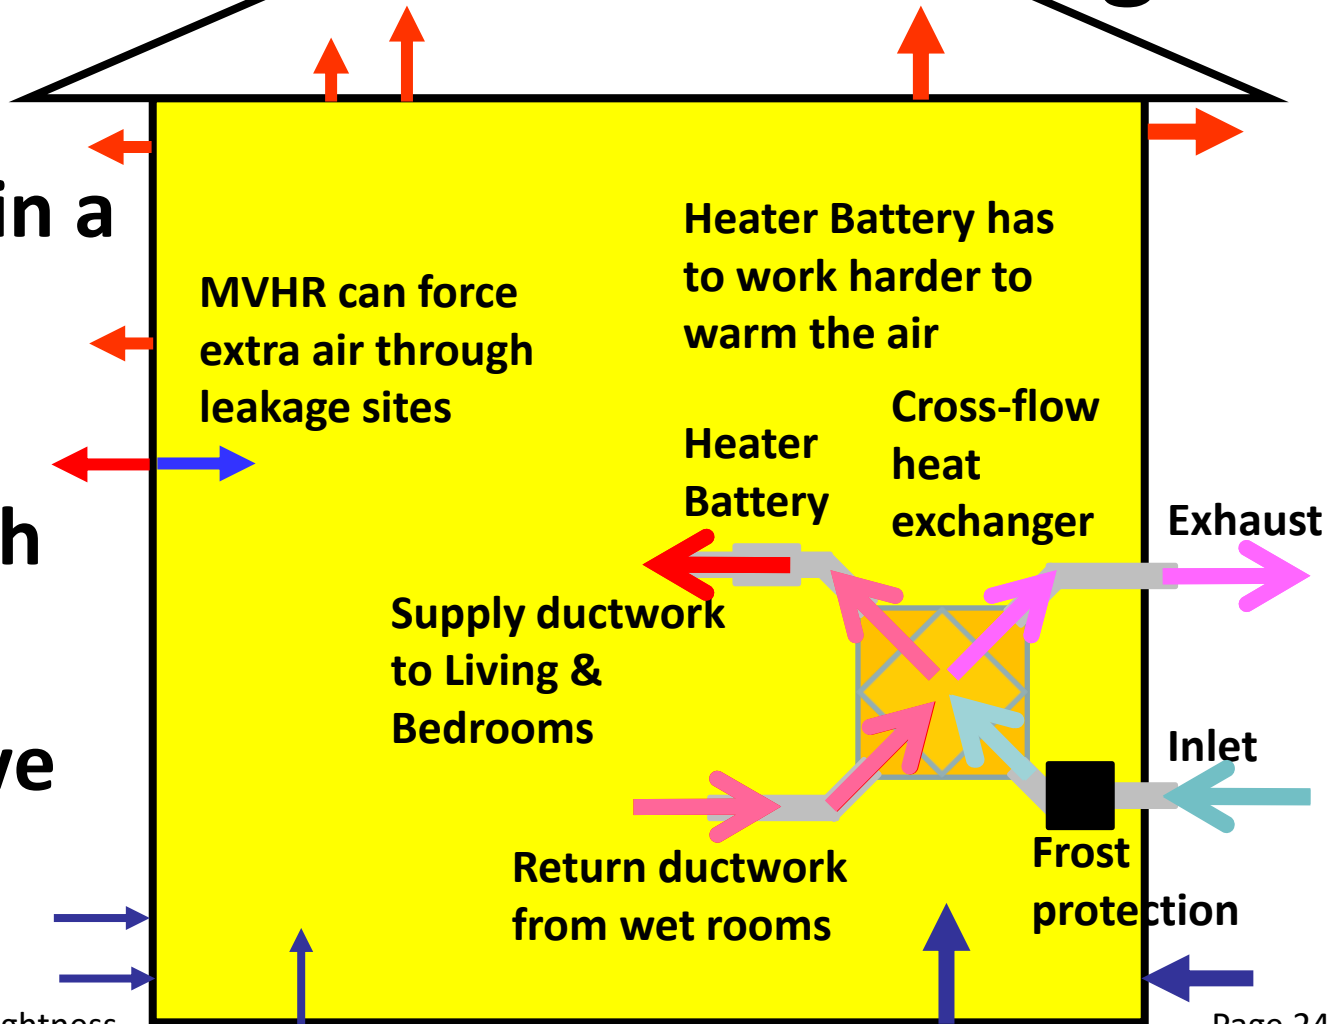 in a
Heater Battery has
to work harder to
warm the air
MVHR can force
extra air through
leakage sites
Cross-flow
heat
exchanger
Heater
Battery
Exhaust
Supply ductwork
to Living &
Bedrooms
Inlet
Return ductwork
from wet rooms
Frost
protection
Page 24